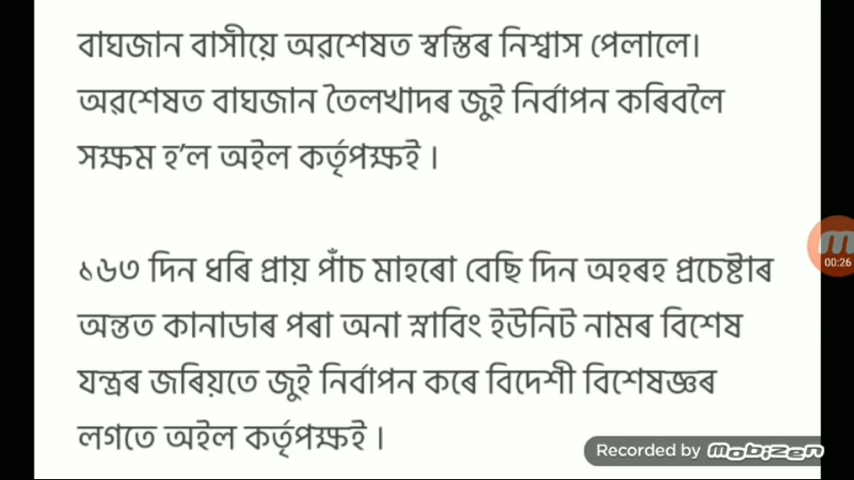 বাঘজান বাসীয়ে অৱশেষত স্বস্তিৰ নিশ্বাস পেলালে।
অৱশেষত বাঘজান তৈলখাদৰ জুই নিৰ্বাপন কৰিবলৈ
সক্ষম হ'ল অইল কৰ্তৃপক্ষই ।
১৬৩ দিন ধৰি প্ৰায় পাঁচ মাহৰো বেছি দিন অহৰহ প্ৰচেষ্টাৰ
অন্তত কানাডাৰ পৰা অনা স্নাবিং ইউনিট নামৰ বিশেষ
যন্ত্ৰৰ জৰিয়তে জুই নিৰ্বাপন কৰে বিদেশী বিশেষজ্ঞৰ
লগতে অইল কৰ্তৃপক্ষই ।
00:26
Recorded by Mobizen